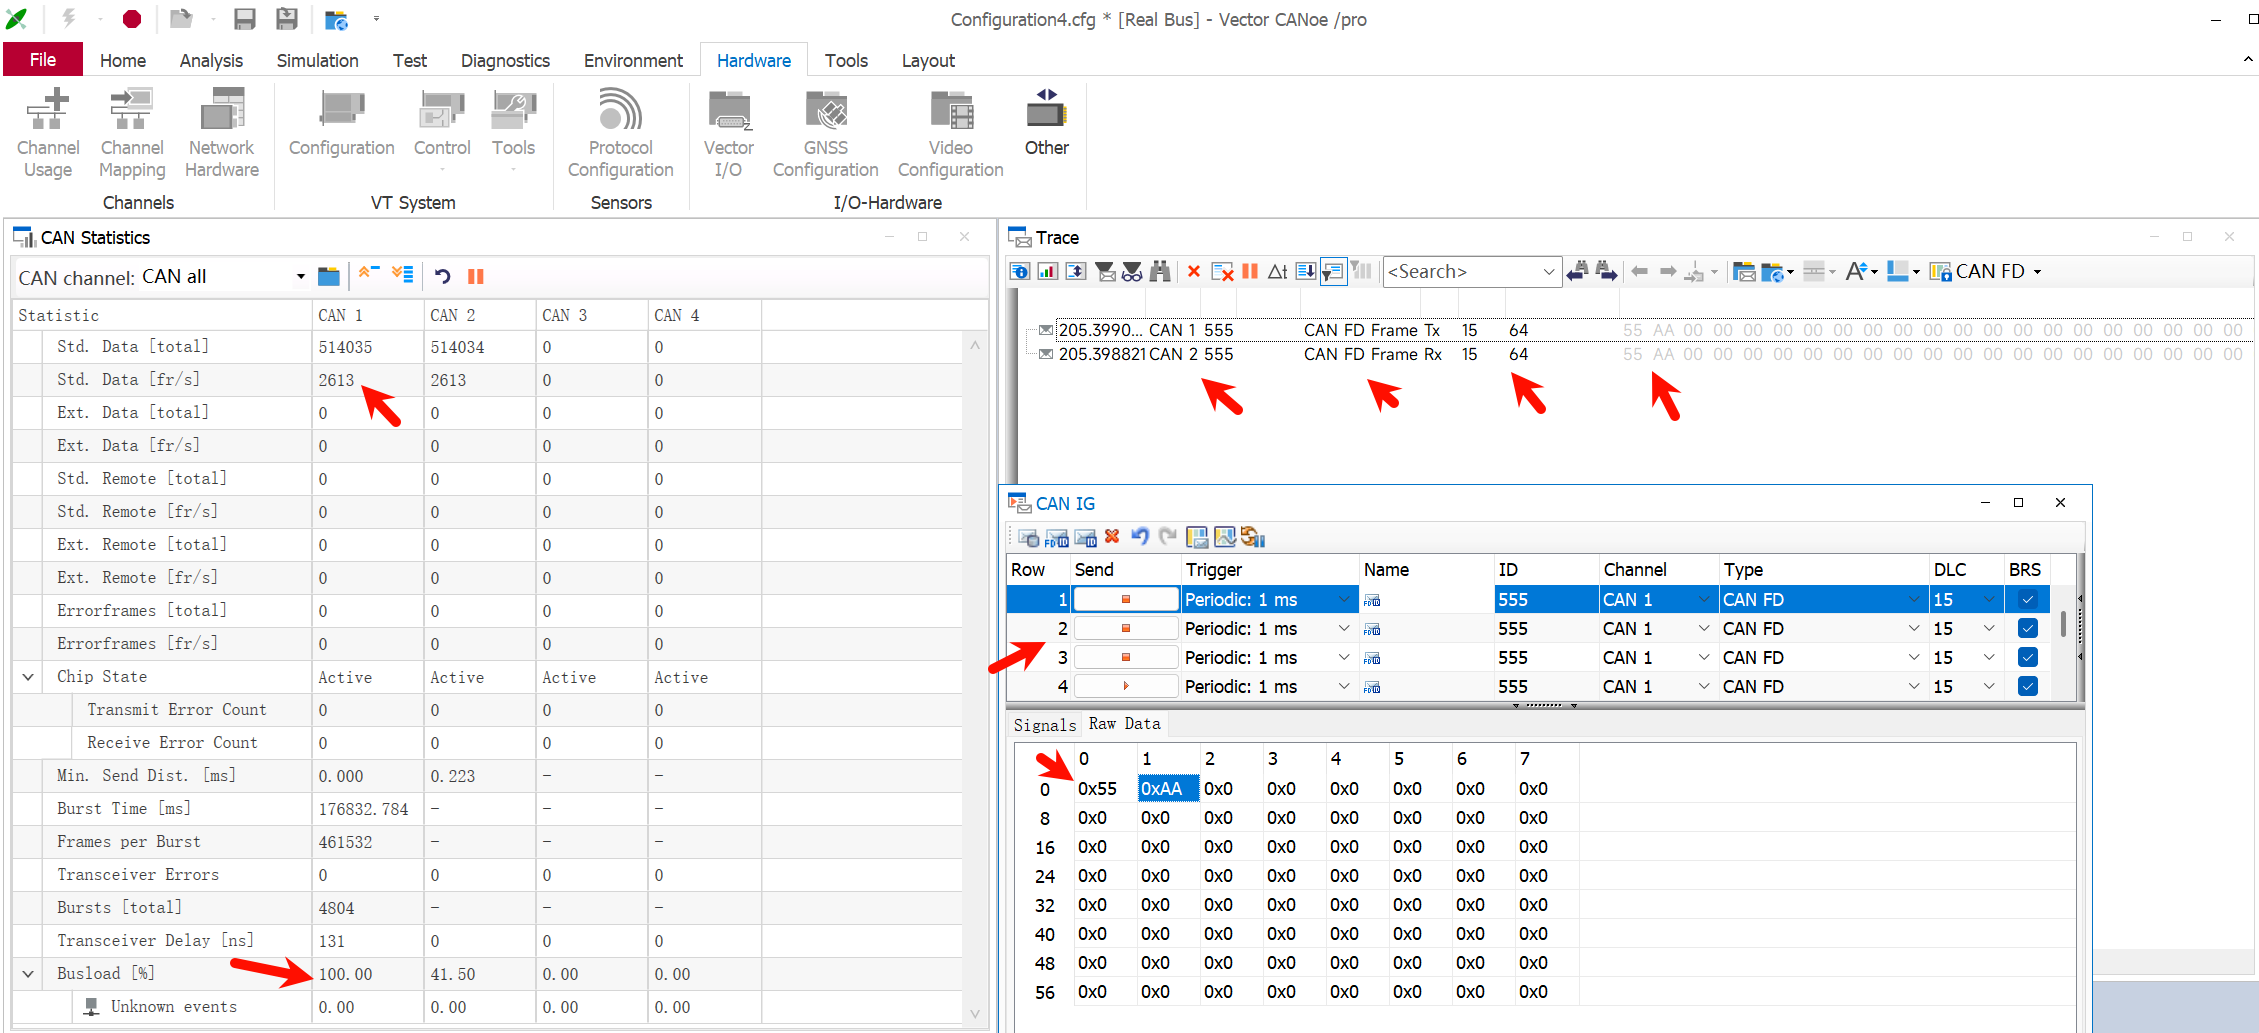 Configuration4.cfg * [Real Bus] - Vector CANoe /pro
File Home Analysis Simulation Test Diagnostics Environment Hardware Tools Layout
Channel Usage
Channel Mapping
Network Hardware
Configuration
Control
Tools
Protocol Configuration
Vector I/O
GNSS Configuration
Video Configuration
Other
Channels VT System Sensors I/O-Hardware
CAN Statistics
CAN channel: CAN all
Statistic CAN 1 CAN 2 CAN 3 CAN 4
Std. Data [total] 514035 514034 0 0
Std. Data [fr/s] 2613 2613 0 0
Ext. Data [total] 0 0 0 0
Ext. Data [fr/s] 0 0 0 0
Std. Remote [total] 0 0 0 0
Std. Remote [fr/s] 0 0 0 0
Ext. Remote [total] 0 0 0 0
Ext. Remote [fr/s] 0 0 0 0
Errorframes [total] 0 0 0 0
Errorframes [fr/s] 0 0 0 0
Chip State Active Active Active Active
Transmit Error Count 0 0 0 0
Receive Error Count 0 0 0 0
Min. Send Dist. [ms] 0.000 0.223 - -
Burst Time [ms] 176832.784 - - -
Frames per Burst 461532 - - -
Transceiver Errors 0 0 0 0
Bursts [total] 4804 - - -
Transceiver Delay [ns] 131 0 0 0
Busload [%] 100.00 41.50 0.00 0.00
Unknown events 0.00 0.00 0.00 0.00
Trace
<Search> CAN FD
205.3990... CAN 1 555 CAN FD Frame Tx 15 64 55 AA 00 00 00 00 00 00 00 00 00 00 00 00 00 00 00 00 00 00 00
205.398821 CAN 2 555 CAN FD Frame Rx 15 64 55 AA 00 00 00 00 00 00 00 00 00 00 00 00 00 00 00 00 00 00 00
CAN IG
Row Send Trigger Name ID Channel Type DLC BRS
1 Periodic: 1 ms 555 CAN 1 CAN FD 15
2 Periodic: 1 ms 555 CAN 1 CAN FD 15
3 Periodic: 1 ms 555 CAN 1 CAN FD 15
4 Periodic: 1 ms 555 CAN 1 CAN FD 15
Signals Raw Data
0 1 2 3 4 5 6 7
0 0x55 0xAA 0x0 0x0 0x0 0x0 0x0 0x0
8 0x0 0x0 0x0 0x0 0x0 0x0 0x0 0x0
16 0x0 0x0 0x0 0x0 0x0 0x0 0x0 0x0
24 0x0 0x0 0x0 0x0 0x0 0x0 0x0 0x0
32 0x0 0x0 0x0 0x0 0x0 0x0 0x0 0x0
40 0x0 0x0 0x0 0x0 0x0 0x0 0x0 0x0
48 0x0 0x0 0x0 0x0 0x0 0x0 0x0 0x0
56 0x0 0x0 0x0 0x0 0x0 0x0 0x0 0x0